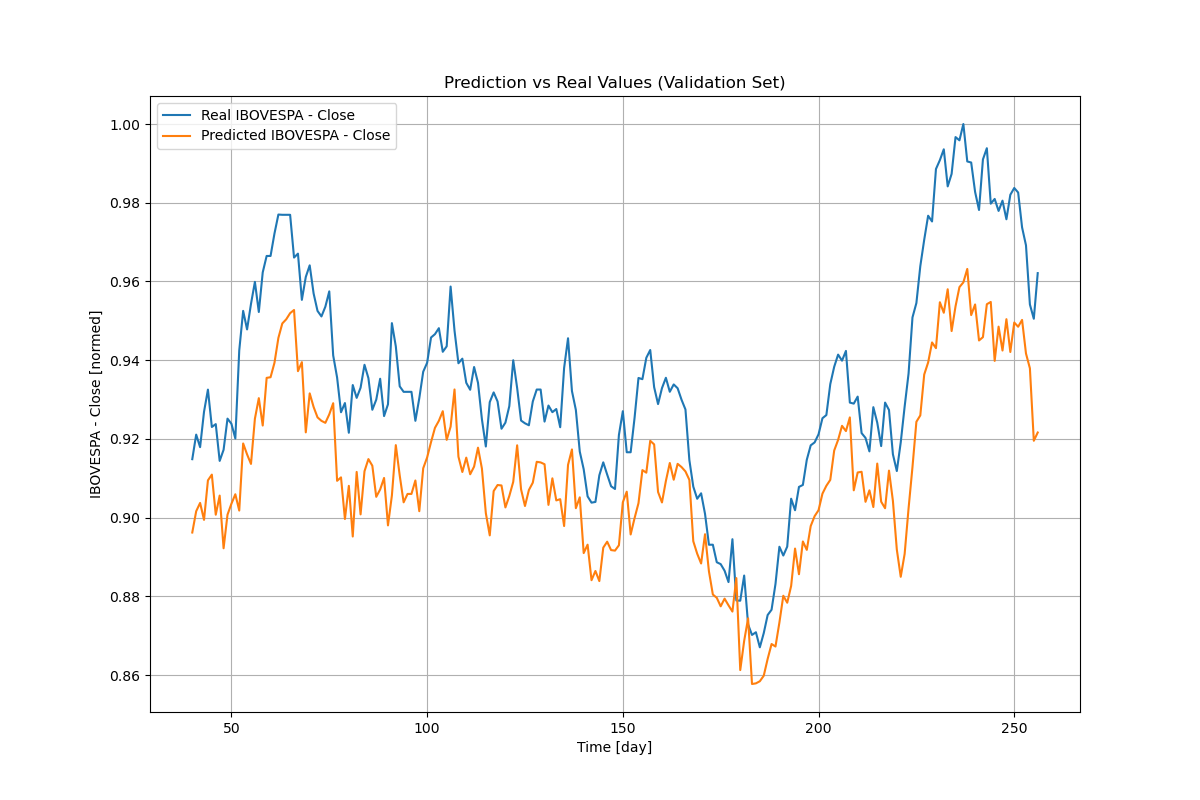 Prediction vs Real Values (Validation Set)
Real IBOVESPA - Close
Predicted IBOVESPA - Close
IBOVESPA - Close [normed]
1.00
0.98
0.96
0.94
0.92
0.90
0.88
0.86
50 100 150 200 250
Time [day]